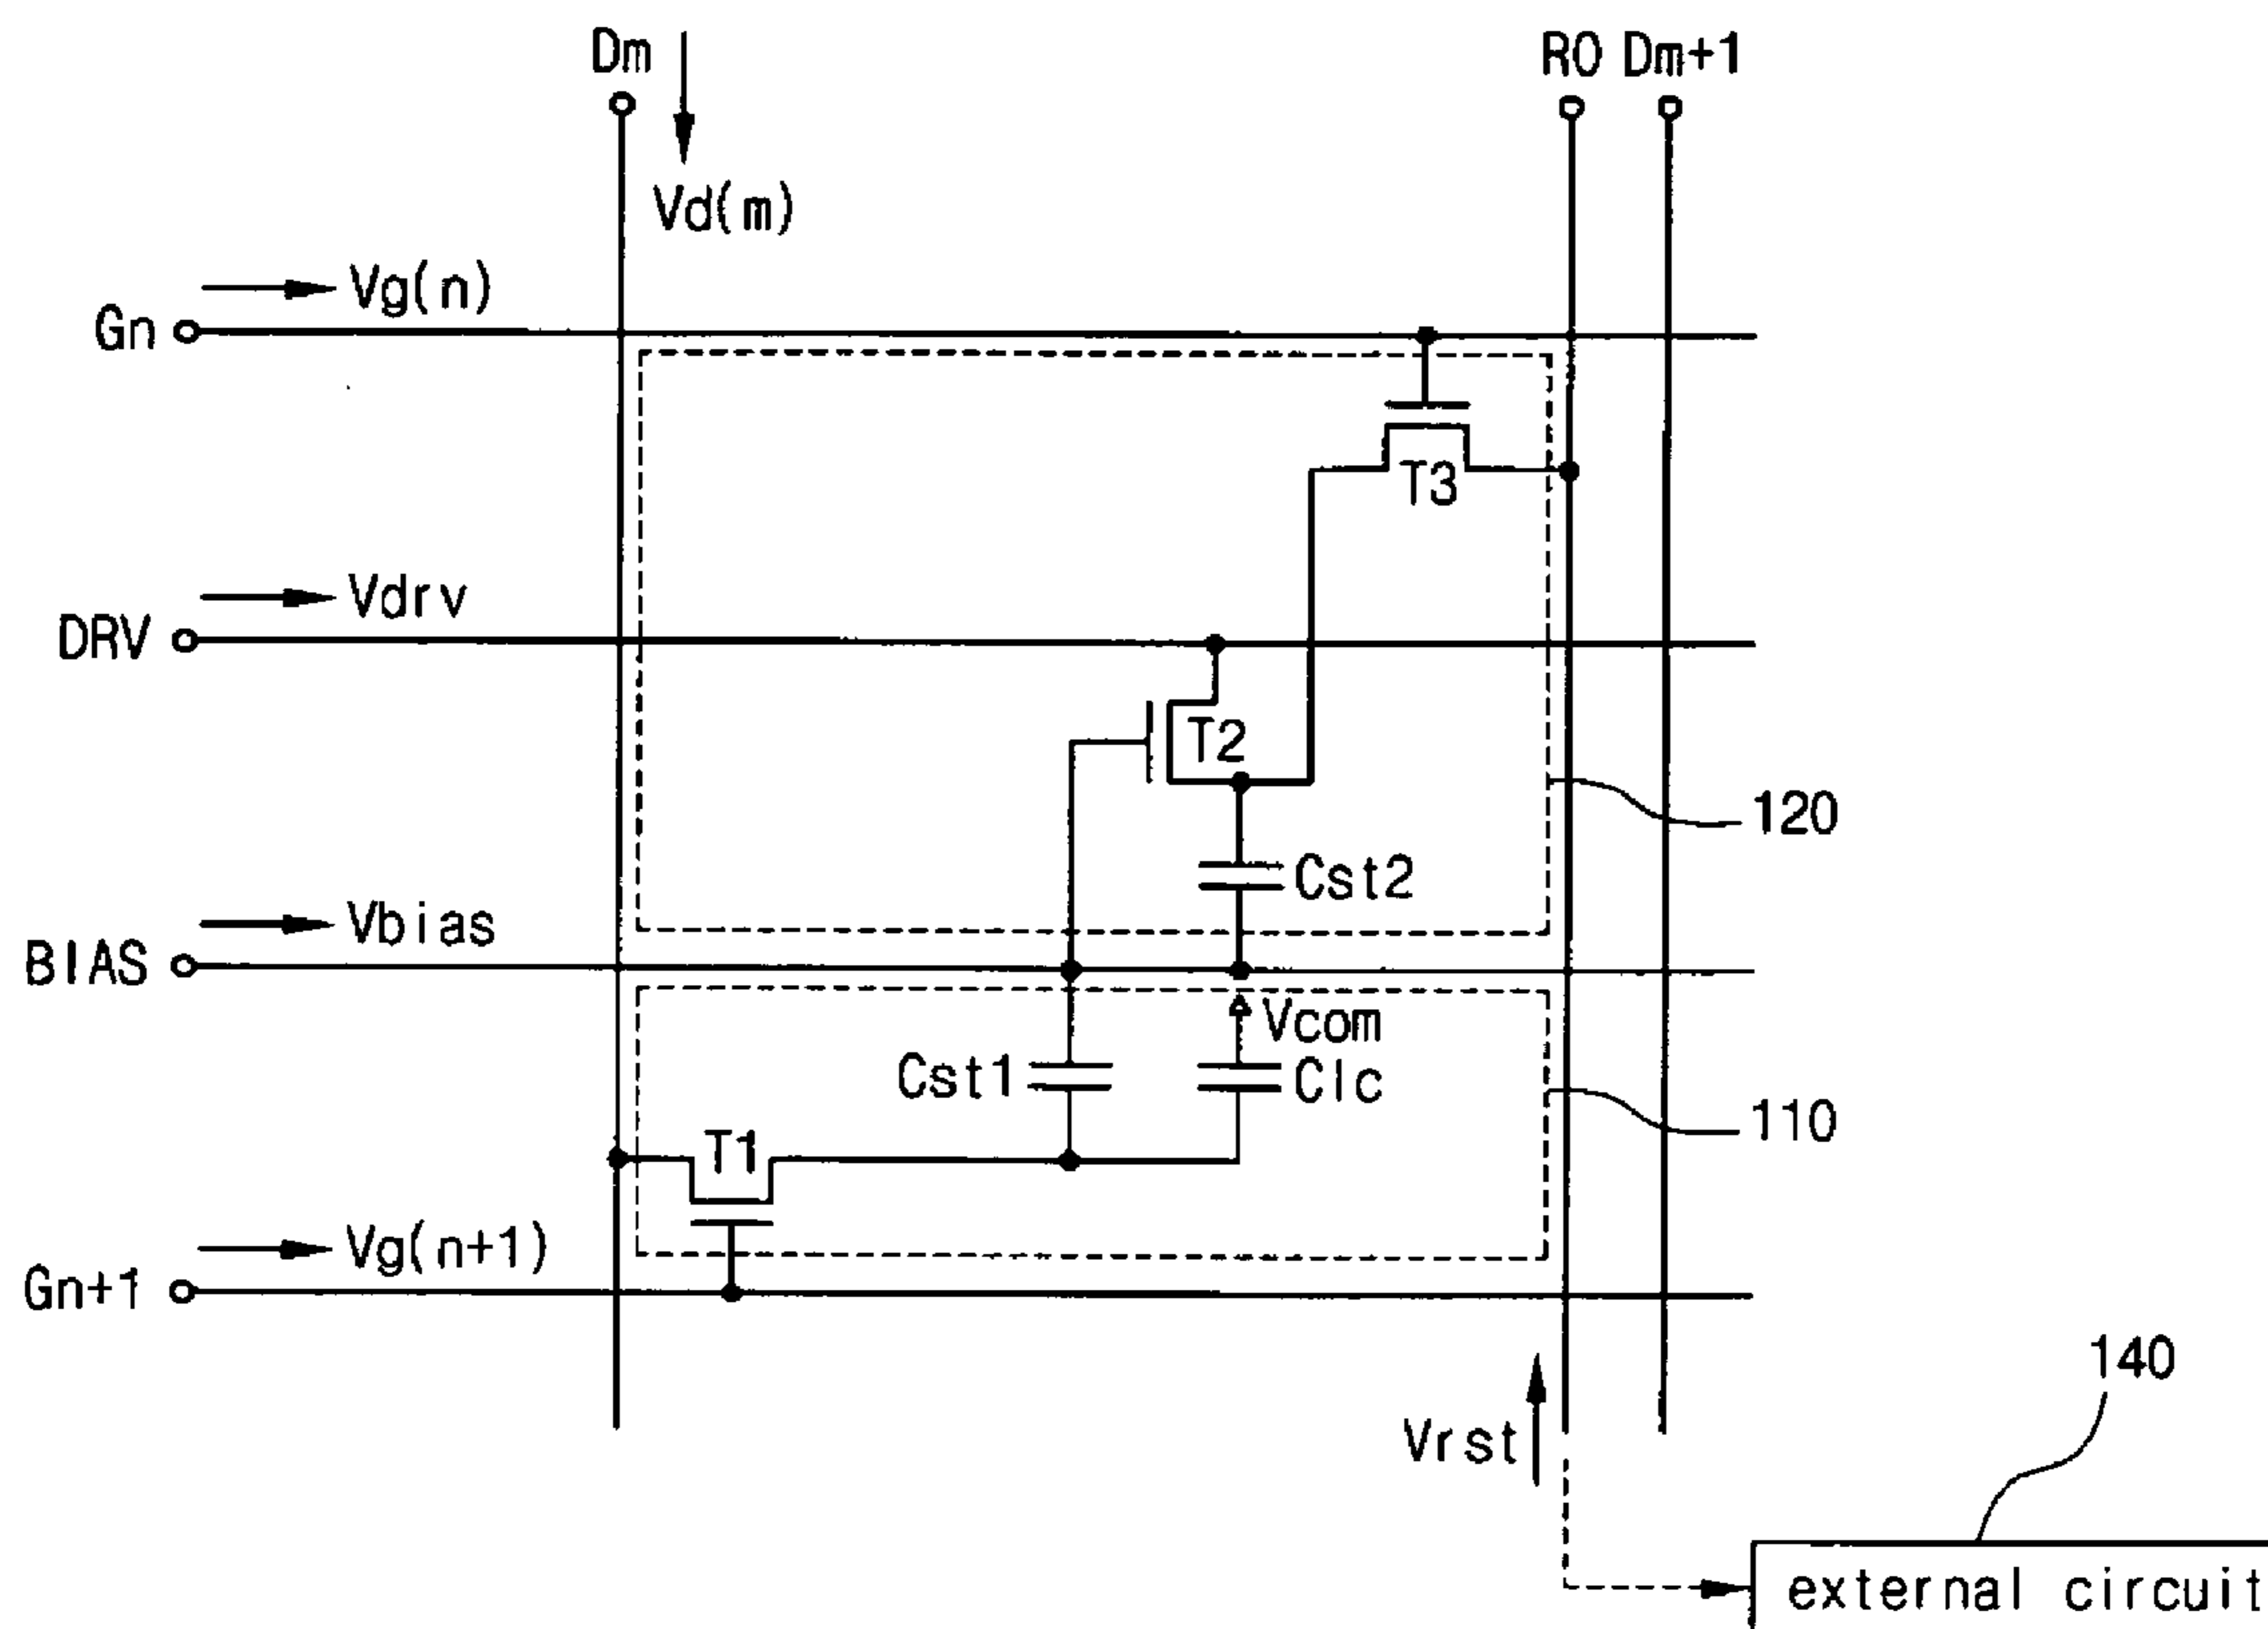 Dm
RO Dm+1
Vd(m)
Vg(n)
Gn
T3
Vdrv
DRV
T2
120
Cst2
Vbias
BIAS
Vcom
Cst1
Clc
110
T1
Vg(n+1)
Gn+1
140
Vrst
external circuit